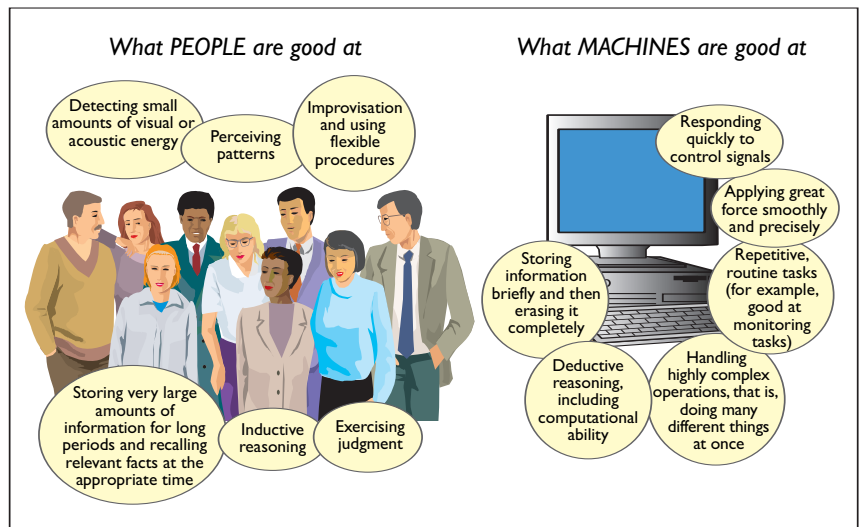 What PEOPLE are good at
Detecting small
amounts of visual or
acoustic energy
Perceiving
patterns
Improvisation
and using
flexible
procedures
Storing very large
amounts of
information for long
periods and recalling
relevant facts at the
appropriate time
Inductive
reasoning
Exercising
judgment
What MACHINES are good at
Responding
quickly to
control signals
Applying great
force smoothly
and precisely
Storing
information
briefly and then
erasing it
completely
Repetitive,
routine tasks
(for example,
good at
monitoring
tasks)
Deductive
reasoning,
including
computational
ability
Handling
highly complex
operations, that is,
doing many
different things
at once